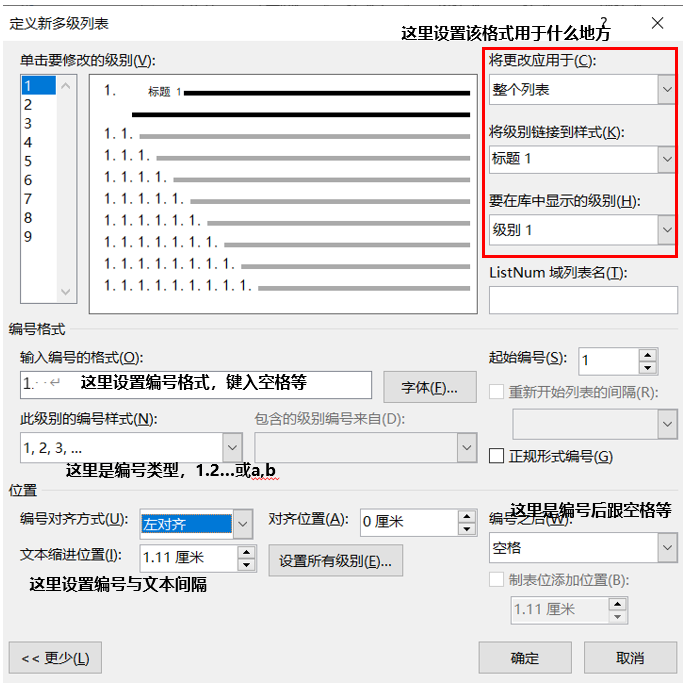 定义新多级列表
?
这里设置该格式用于什么地方
单击要修改的级别(V):
将更改应用于(C):
1
2
3
4
5
6
7
8
9
1. 标题 1
1. 1.
1. 1. 1.
1. 1. 1. 1.
1. 1. 1. 1. 1.
1. 1. 1. 1. 1. 1.
1. 1. 1. 1. 1. 1. 1.
1. 1. 1. 1. 1. 1. 1. 1.
1. 1. 1. 1. 1. 1. 1. 1. 1.
整个列表
将级别链接到样式(K):
标题 1
要在库中显示的级别(H):
级别 1
ListNum 域列表名(T):
编号格式
输入编号的格式(O):
1. 这里设置编号格式，键入空格等
字体(F)...
起始编号(S): 1
重新开始列表的间隔(R):
此级别的编号样式(N): 包含的级别编号来自(D):
1, 2, 3, ...
正规形式编号(G)
这里是编号类型，1.2…或a,b
位置
编号对齐方式(U): 左对齐 对齐位置(A): 0 厘米
这里是编号后跟空格等
编号之后(W):
空格
文本缩进位置(I): 1.11 厘米 设置所有级别(E)...
这里设置编号与文本间隔
制表位添加位置(B):
1.11 厘米
<< 更少(L) 确定 取消